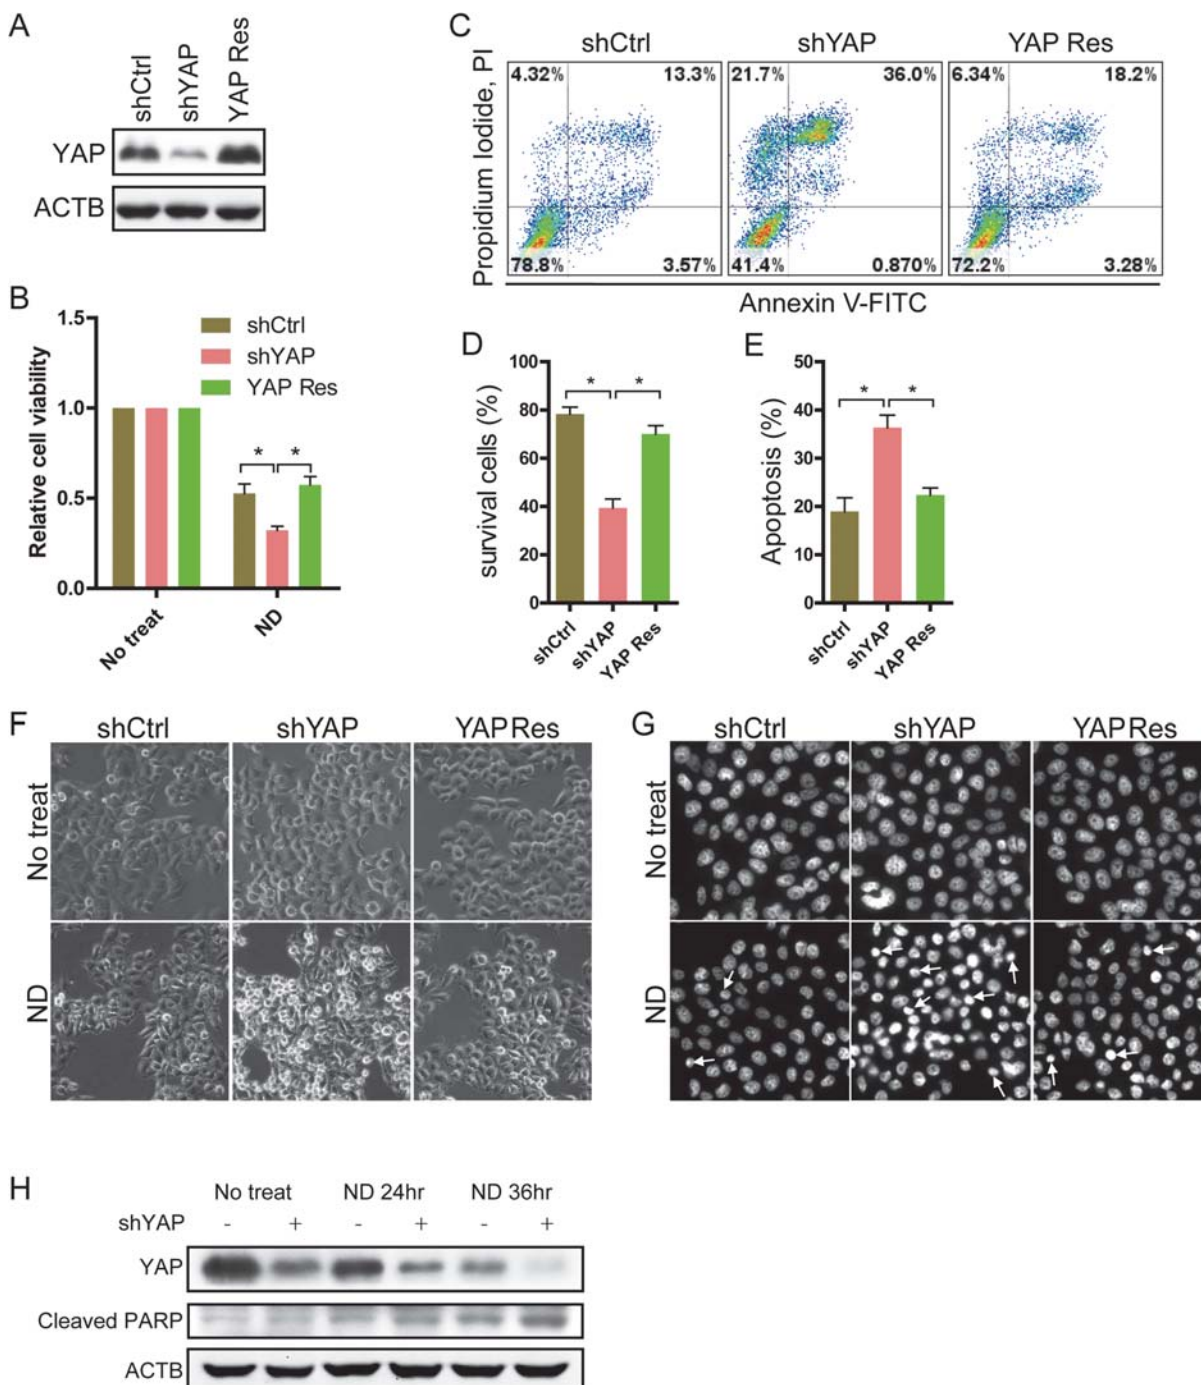 A
shCtrl
shYAP
YAP Res
YAP
ACTB
B
Relative cell viability
1.5
1.0
0.5
0.0
shCtrl
shYAP
YAP Res
*
*
No treat
ND
C
shCtrl
shYAP
YAP Res
Propidium Iodide, PI
4.32%
13.3%
78.8%
3.57%
21.7%
36.0%
41.4%
0.870%
6.34%
18.2%
72.2%
3.28%
Annexin V-FITC
D
survival cells (%)
100
80
60
40
20
0
*
*
shCtrl
shYAP
YAP Res
E
Apoptosis (%)
50
40
30
20
10
0
*
*
shCtrl
shYAP
YAP Res
F
shCtrl
shYAP
YAP Res
No treat
ND
G
shCtrl
shYAP
YAP Res
No treat
ND
H
No treat ND 24hr ND 36hr
shYAP - + - + - +
YAP
Cleaved PARP
ACTB